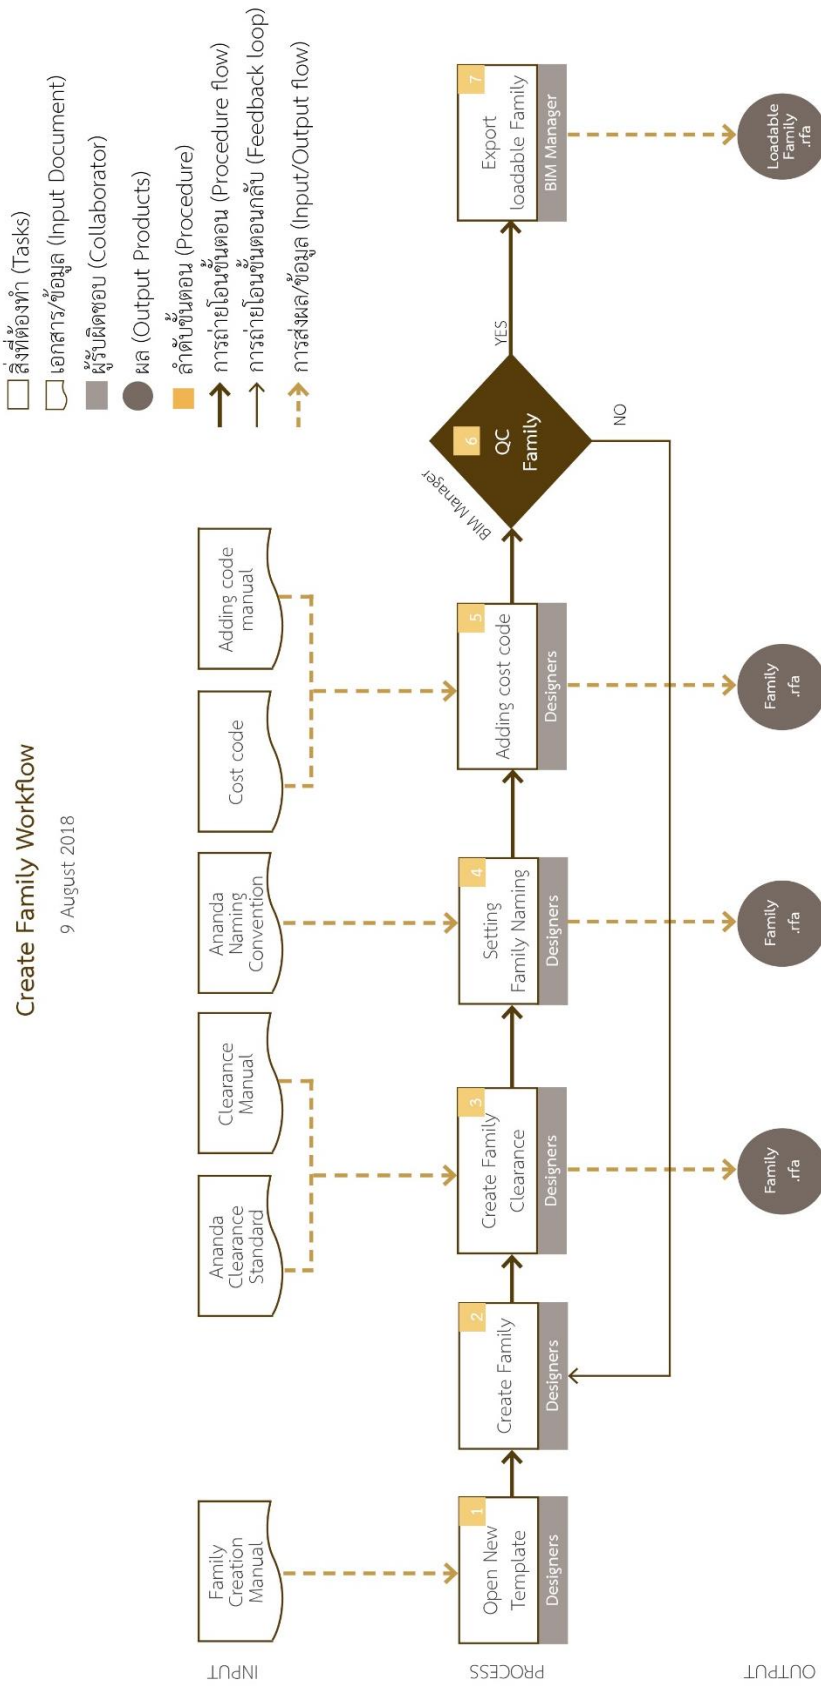 Create Family Workflow
9 August 2018
สิ่งที่ต้องทำ (Tasks)
เอกสาร/ข้อมูล (Input Document)
ผู้รับผิดชอบ (Collaborator)
ผล (Output Products)
ลำดับขั้นตอน (Procedure)
การถ่ายโอนขั้นตอน (Procedure flow)
การถ่ายโอนขั้นตอนกลับ (Feedback loop)
การส่งผล/ข้อมูล (Input/Output flow)
INPUT
Family
Creation
Manual
Ananda
Clearance
Standard
Clearance
Manual
Ananda
Naming
Convention
Cost code
Adding code
manual
PROCESS
1
Open New
Template
Designers
2
Create Family
Designers
3
Create Family
Clearance
Designers
4
Setting
Family Naming
Designers
5
Adding cost code
Designers
BIM Manager
6
QC
Family
YES
NO
7
Export
loadable Family
BIM Manager
OUTPUT
Family
.rfa
Family
.rfa
Family
.rfa
Loadable
Family
.rfa